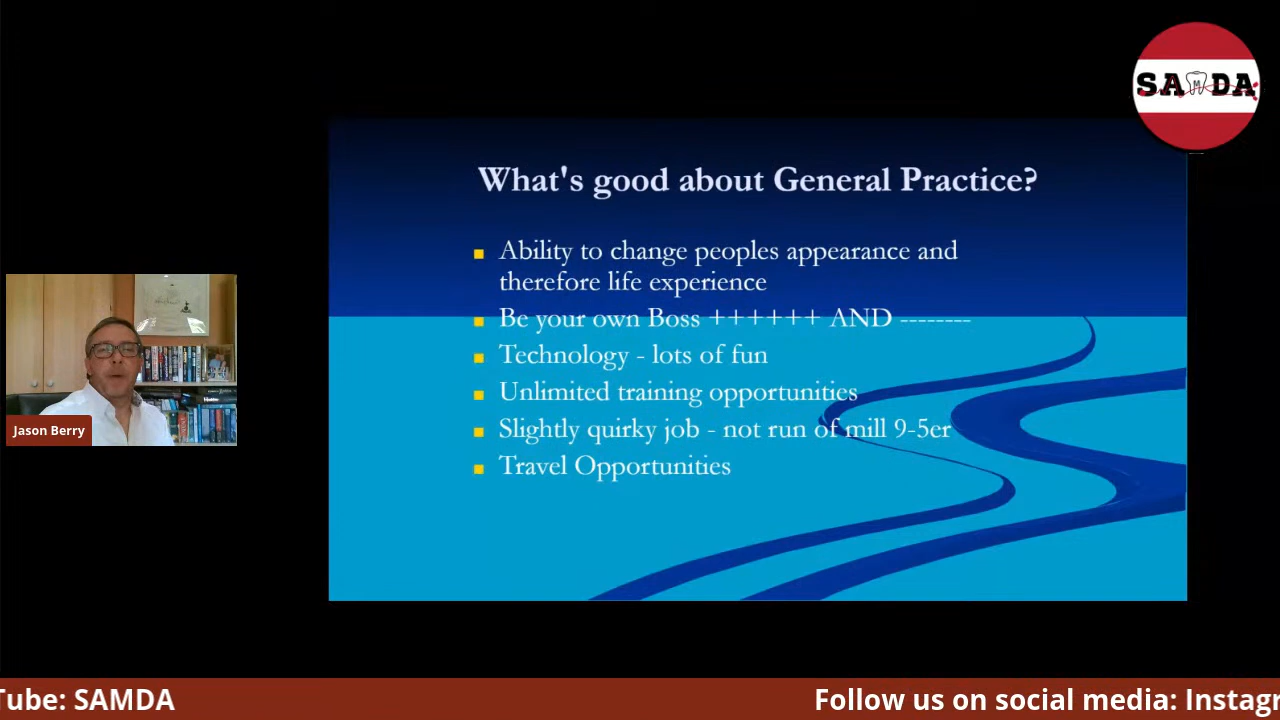 SAMDA
M
What's good about General Practice?
Ability to change peoples appearance and
therefore life experience
Be your own Boss ++++++ AND --------
Technology - lots of fun
Unlimited training opportunities
Slightly quirky job - not run of mill 9-5er
Travel Opportunities
Jason Berry
Tube: SAMDA
Follow us on social media: Instagr